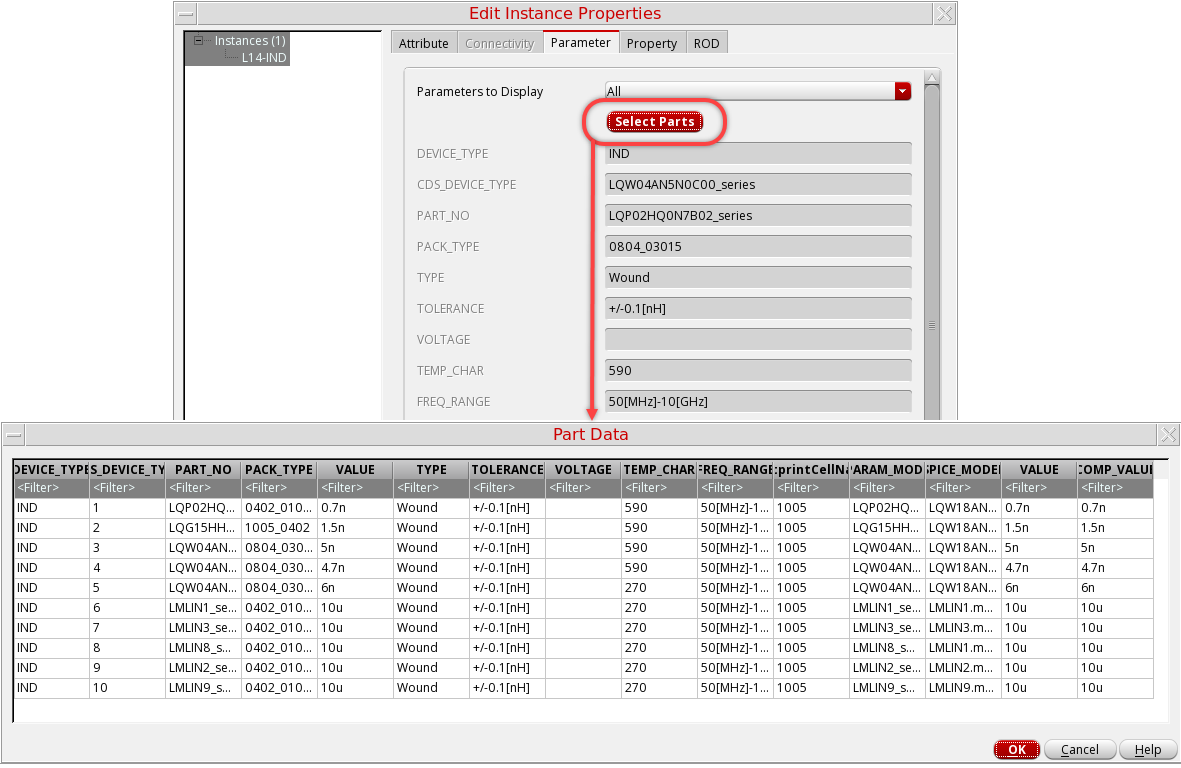 Edit Instance Properties
Instances (1)
L14-IND
Attribute Connectivity Parameter Property ROD
Parameters to Display All
Select Parts
DEVICE_TYPE IND
CDS_DEVICE_TYPE LQW04AN5N0C00_series
PART_NO LQP02HQ0N7B02_series
PACK_TYPE 0804_03015
TYPE Wound
TOLERANCE +/-0.1[nH]
VOLTAGE
TEMP_CHAR 590
FREQ_RANGE 50[MHz]-10[GHz]
Part Data
DEVICE_TYPE S_DEVICE_TY PART_NO PACK_TYPE VALUE TYPE TOLERANCE VOLTAGE TEMP_CHAR FREQ_RANGE :printCellNa PARAM_MOD SPICE_MODEL VALUE COMP_VALUE
<Filter> <Filter> <Filter> <Filter> <Filter> <Filter> <Filter> <Filter> <Filter> <Filter> <Filter> <Filter> <Filter> <Filter> <Filter>
IND 1 LQP02HQ... 0402_010... 0.7n Wound +/-0.1[nH] 590 50[MHz]-1... 1005 LQP02HQ... LQW18AN... 0.7n 0.7n
IND 2 LQG15HH... 1005_0402 1.5n Wound +/-0.1[nH] 590 50[MHz]-1... 1005 LQG15HH... LQW18AN... 1.5n 1.5n
IND 3 LQW04AN... 0804_030... 5n Wound +/-0.1[nH] 590 50[MHz]-1... 1005 LQW04AN... LQW18AN... 5n 5n
IND 4 LQW04AN... 0804_030... 4.7n Wound +/-0.1[nH] 590 50[MHz]-1... 1005 LQW04AN... LQW18AN... 4.7n 4.7n
IND 5 LQW04AN... 0804_030... 6n Wound +/-0.1[nH] 270 50[MHz]-1... 1005 LQW04AN... LQW18AN... 6n 6n
IND 6 LMLIN1_se... 0402_010... 10u Wound +/-0.1[nH] 270 50[MHz]-1... 1005 LMLIN1_se... LMLIN1.m... 10u 10u
IND 7 LMLIN3_se... 0402_010... 10u Wound +/-0.1[nH] 270 50[MHz]-1... 1005 LMLIN3_se... LMLIN3.m... 10u 10u
IND 8 LMLIN8_s... 0402_010... 10u Wound +/-0.1[nH] 270 50[MHz]-1... 1005 LMLIN8_s... LMLIN1.m... 10u 10u
IND 9 LMLIN2_se... 0402_010... 10u Wound +/-0.1[nH] 270 50[MHz]-1... 1005 LMLIN2_se... LMLIN2.m... 10u 10u
IND 10 LMLIN9_s... 0402_010... 10u Wound +/-0.1[nH] 270 50[MHz]-1... 1005 LMLIN9_s... LMLIN9.m... 10u 10u
OK Cancel Help